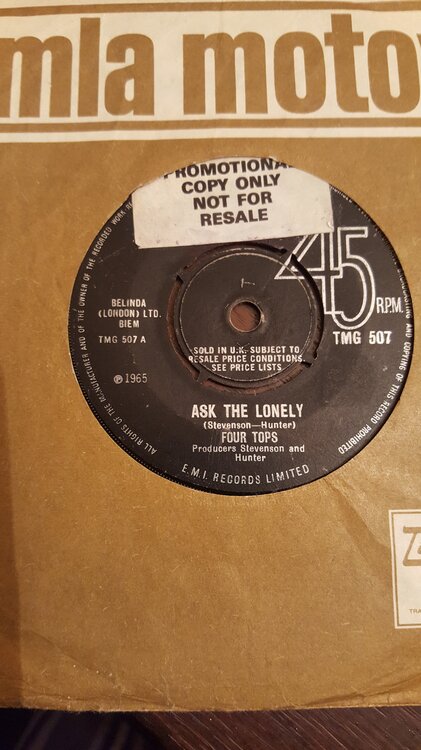 mla moto
PROMOTIONA
COPY ONLY
NOT FOR
RESALE
45
R.P.M.
BELINDA
(LONDON) LTD.
BIEM
TMG 507 A
TMG 507
SOLD IN U.K. SUBJECT TO
RESALE PRICE CONDITIONS,
SEE PRICE LISTS
℗ 1965
ASK THE LONELY
(Stevenson—Hunter)
FOUR TOPS
Producers Stevenson and
Hunter
E.M.I. RECORDS LIMITED
ALL RIGHTS OF THE MANUFACTURER AND OF THE OWNER OF THE RECORDED WORK RE
AND COPYING OF THIS RECORD PROHIBITED
TRA